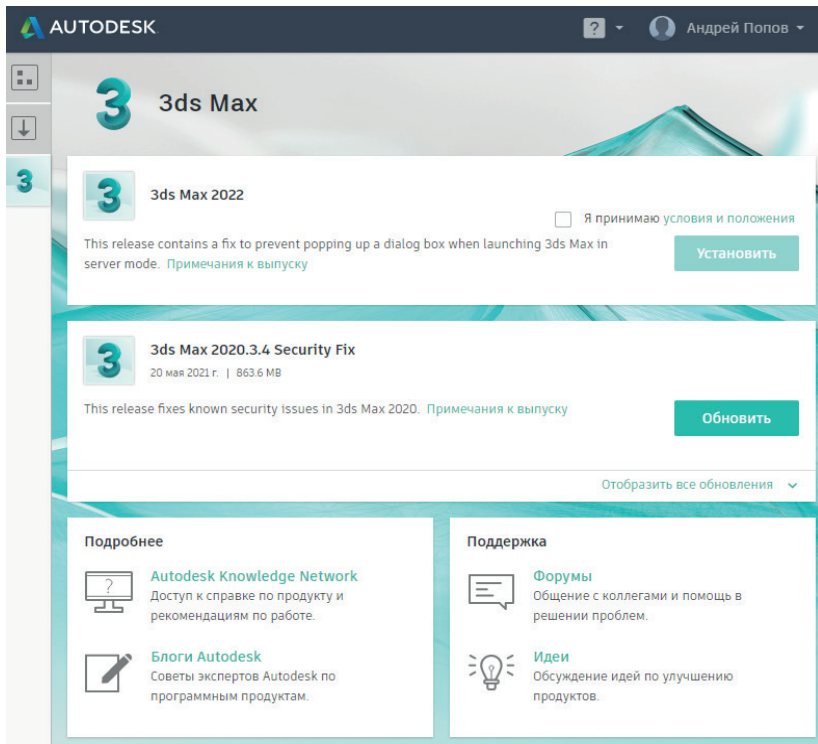 AUTODESK
? Андрей Попов
3ds Max
3ds Max 2022
Я принимаю условия и положения
This release contains a fix to prevent popping up a dialog box when launching 3ds Max in
server mode. Примечания к выпуску
Установить
3ds Max 2020.3.4 Security Fix
20 мая 2021 г. | 863.6 MB
This release fixes known security issues in 3ds Max 2020. Примечания к выпуску
Обновить
Отобразить все обновления
Подробнее
Autodesk Knowledge Network
Доступ к справке по продукту и
рекомендациям по работе.
Блоги Autodesk
Советы экспертов Autodesk по
программным продуктам.
Поддержка
Форумы
Общение с коллегами и помощь в
решении проблем.
Идеи
Обсуждение идей по улучшению
продуктов.